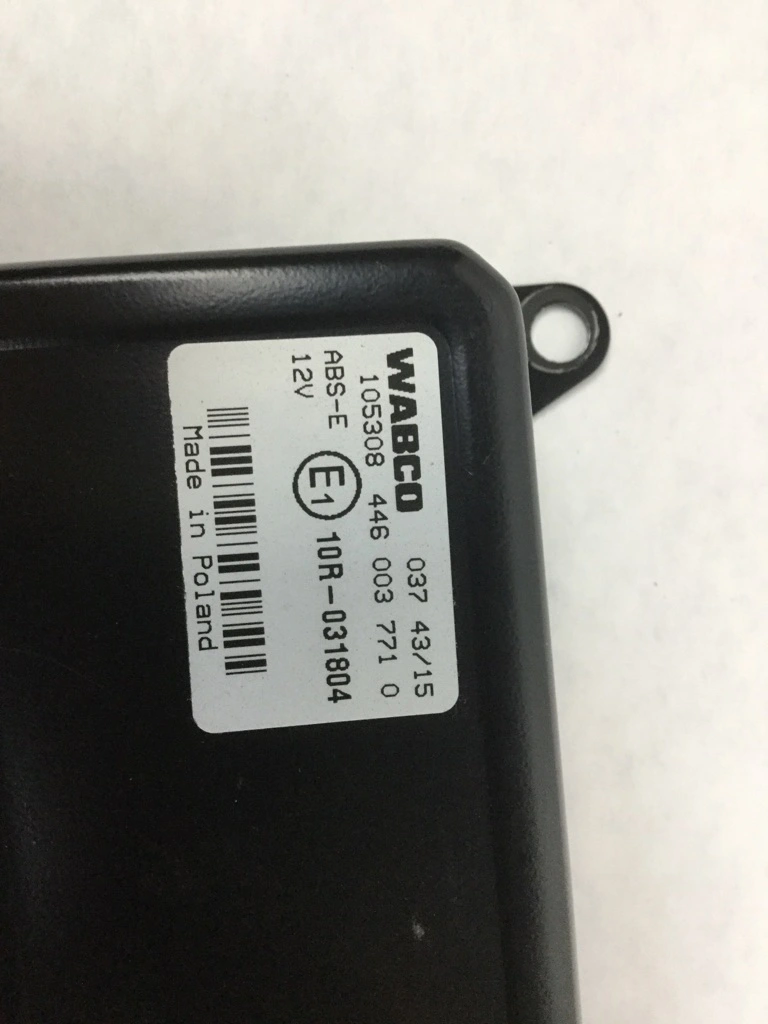 WABCO 037 43/15
105308 446 003 771 0
ABS-E E1 10R-031804
12V
Made in Poland